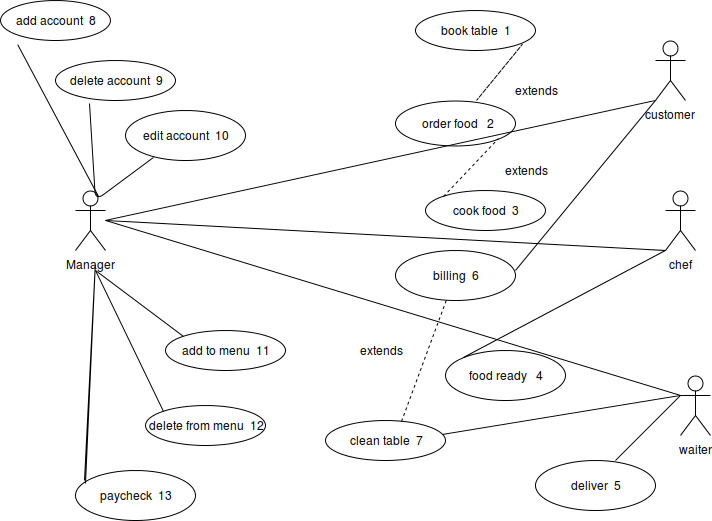 add account  8
book table  1
delete account  9
extends
customer
order food   2
edit account  10
extends
cook food  3
Manager
chef
billing  6
add to menu  11
extends
food ready   4
delete from menu  12
clean table  7
waiter
paycheck  13
deliver  5